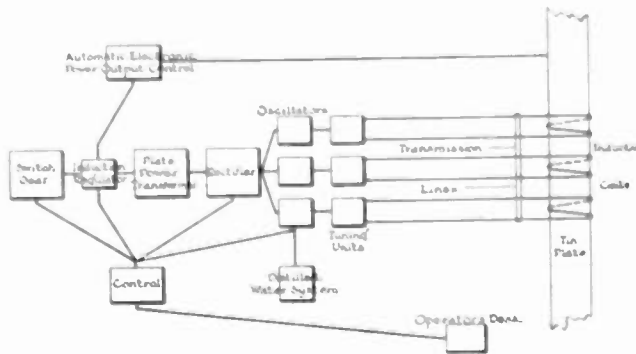 Automatic Electronic
Power Output Control
Oscillators
Transmission
Inductor
Switch
Gear
Induction
Regulator
Plate
Power
Transformer
Rectifier
Coils
Lines
Tuning
Units
Tin
Plate
Control
Distilled
Water System
Operators Desk